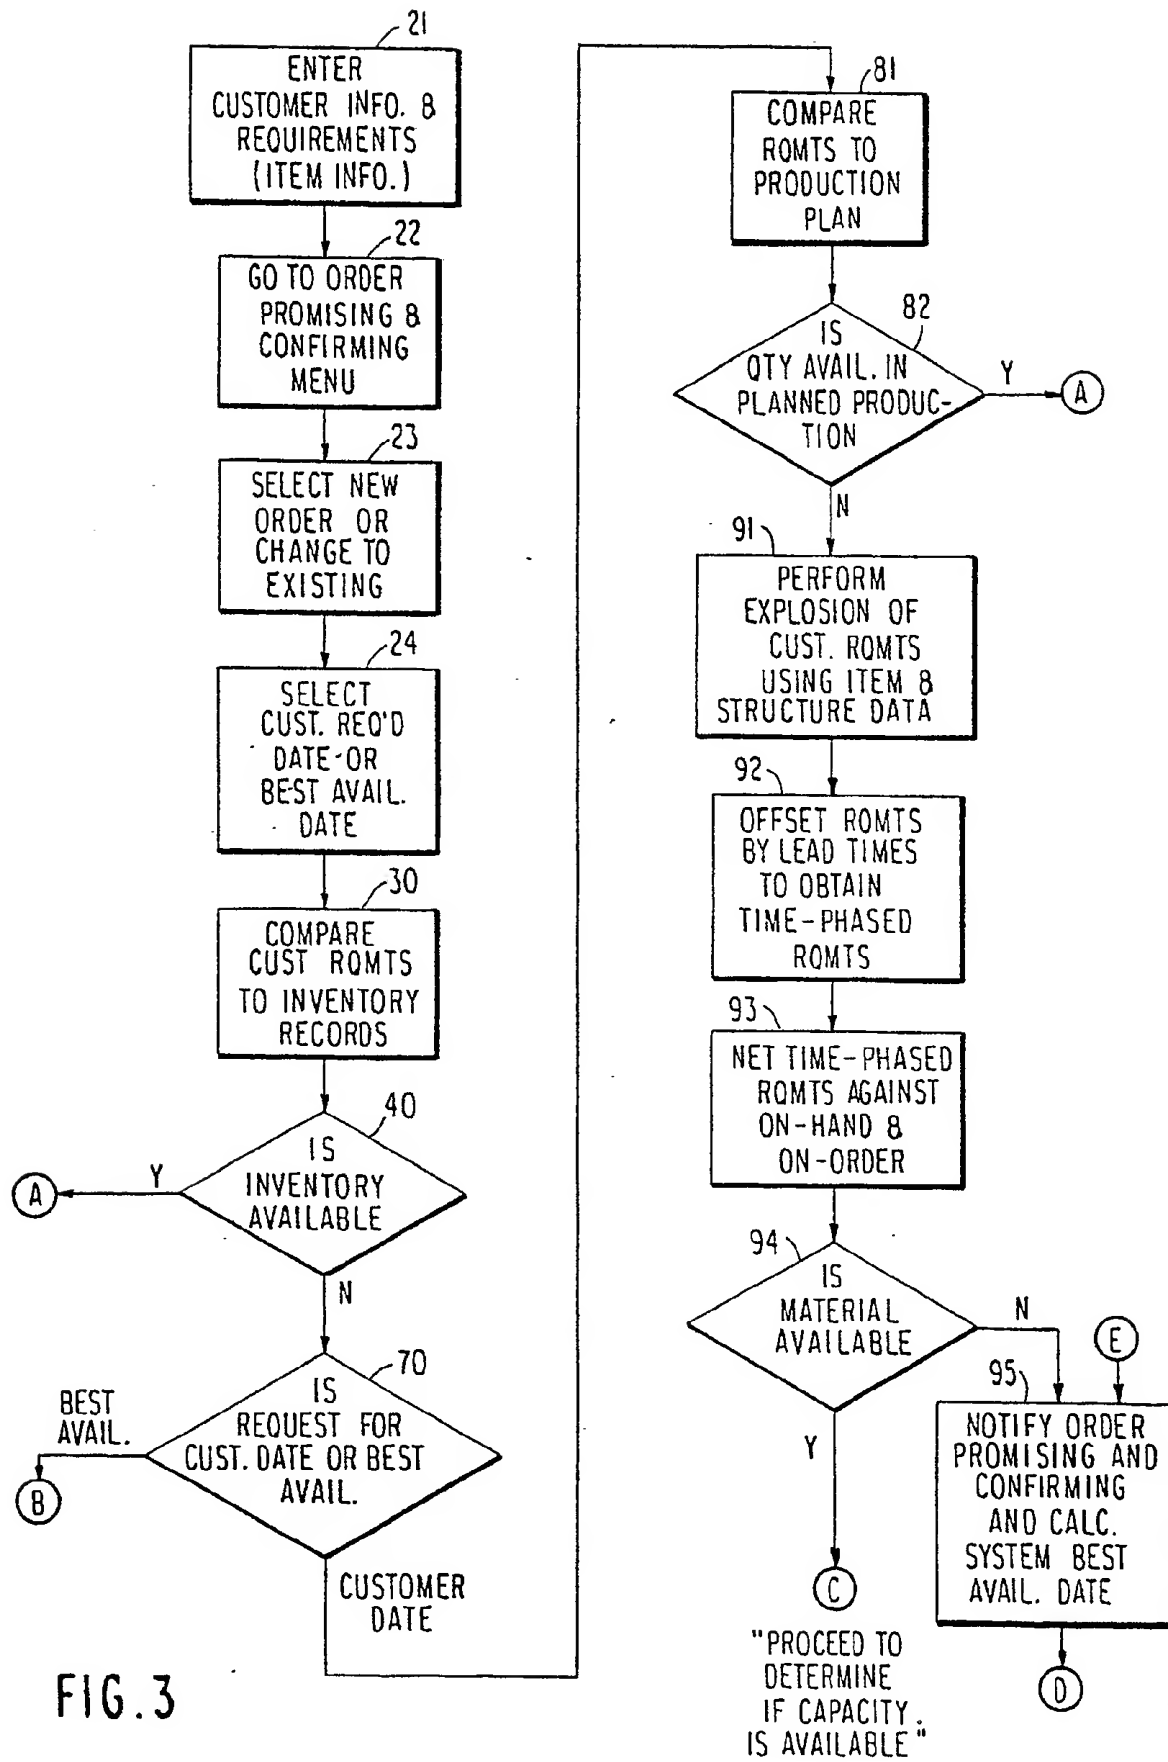 21
ENTER
CUSTOMER INFO. &
REQUIREMENTS
(ITEM INFO.)
22
GO TO ORDER
PROMISING &
CONFIRMING
MENU
23
SELECT NEW
ORDER OR
CHANGE TO
EXISTING
24
SELECT
CUST. REQ'D
DATE-OR
BEST AVAIL.
DATE
30
COMPARE
CUST RQMTS
TO INVENTORY
RECORDS
40
IS
INVENTORY
AVAILABLE
Y
A
N
70
IS
REQUEST FOR
CUST. DATE OR BEST
AVAIL.
BEST
AVAIL.
B
CUSTOMER
DATE
81
COMPARE
RQMTS TO
PRODUCTION
PLAN
82
IS
QTY AVAIL. IN
PLANNED PRODUC-
TION
Y
A
N
91
PERFORM
EXPLOSION OF
CUST. RQMTS
USING ITEM &
STRUCTURE DATA
92
OFFSET RQMTS
BY LEAD TIMES
TO OBTAIN
TIME-PHASED
RQMTS
93
NET TIME-PHASED
RQMTS AGAINST
ON-HAND &
ON-ORDER
94
IS
MATERIAL
AVAILABLE
N
E
Y
C
"PROCEED TO
DETERMINE
IF CAPACITY.
IS AVAILABLE"
95
NOTIFY ORDER
PROMISING AND
CONFIRMING
AND CALC.
SYSTEM BEST
AVAIL. DATE
D
FIG.3